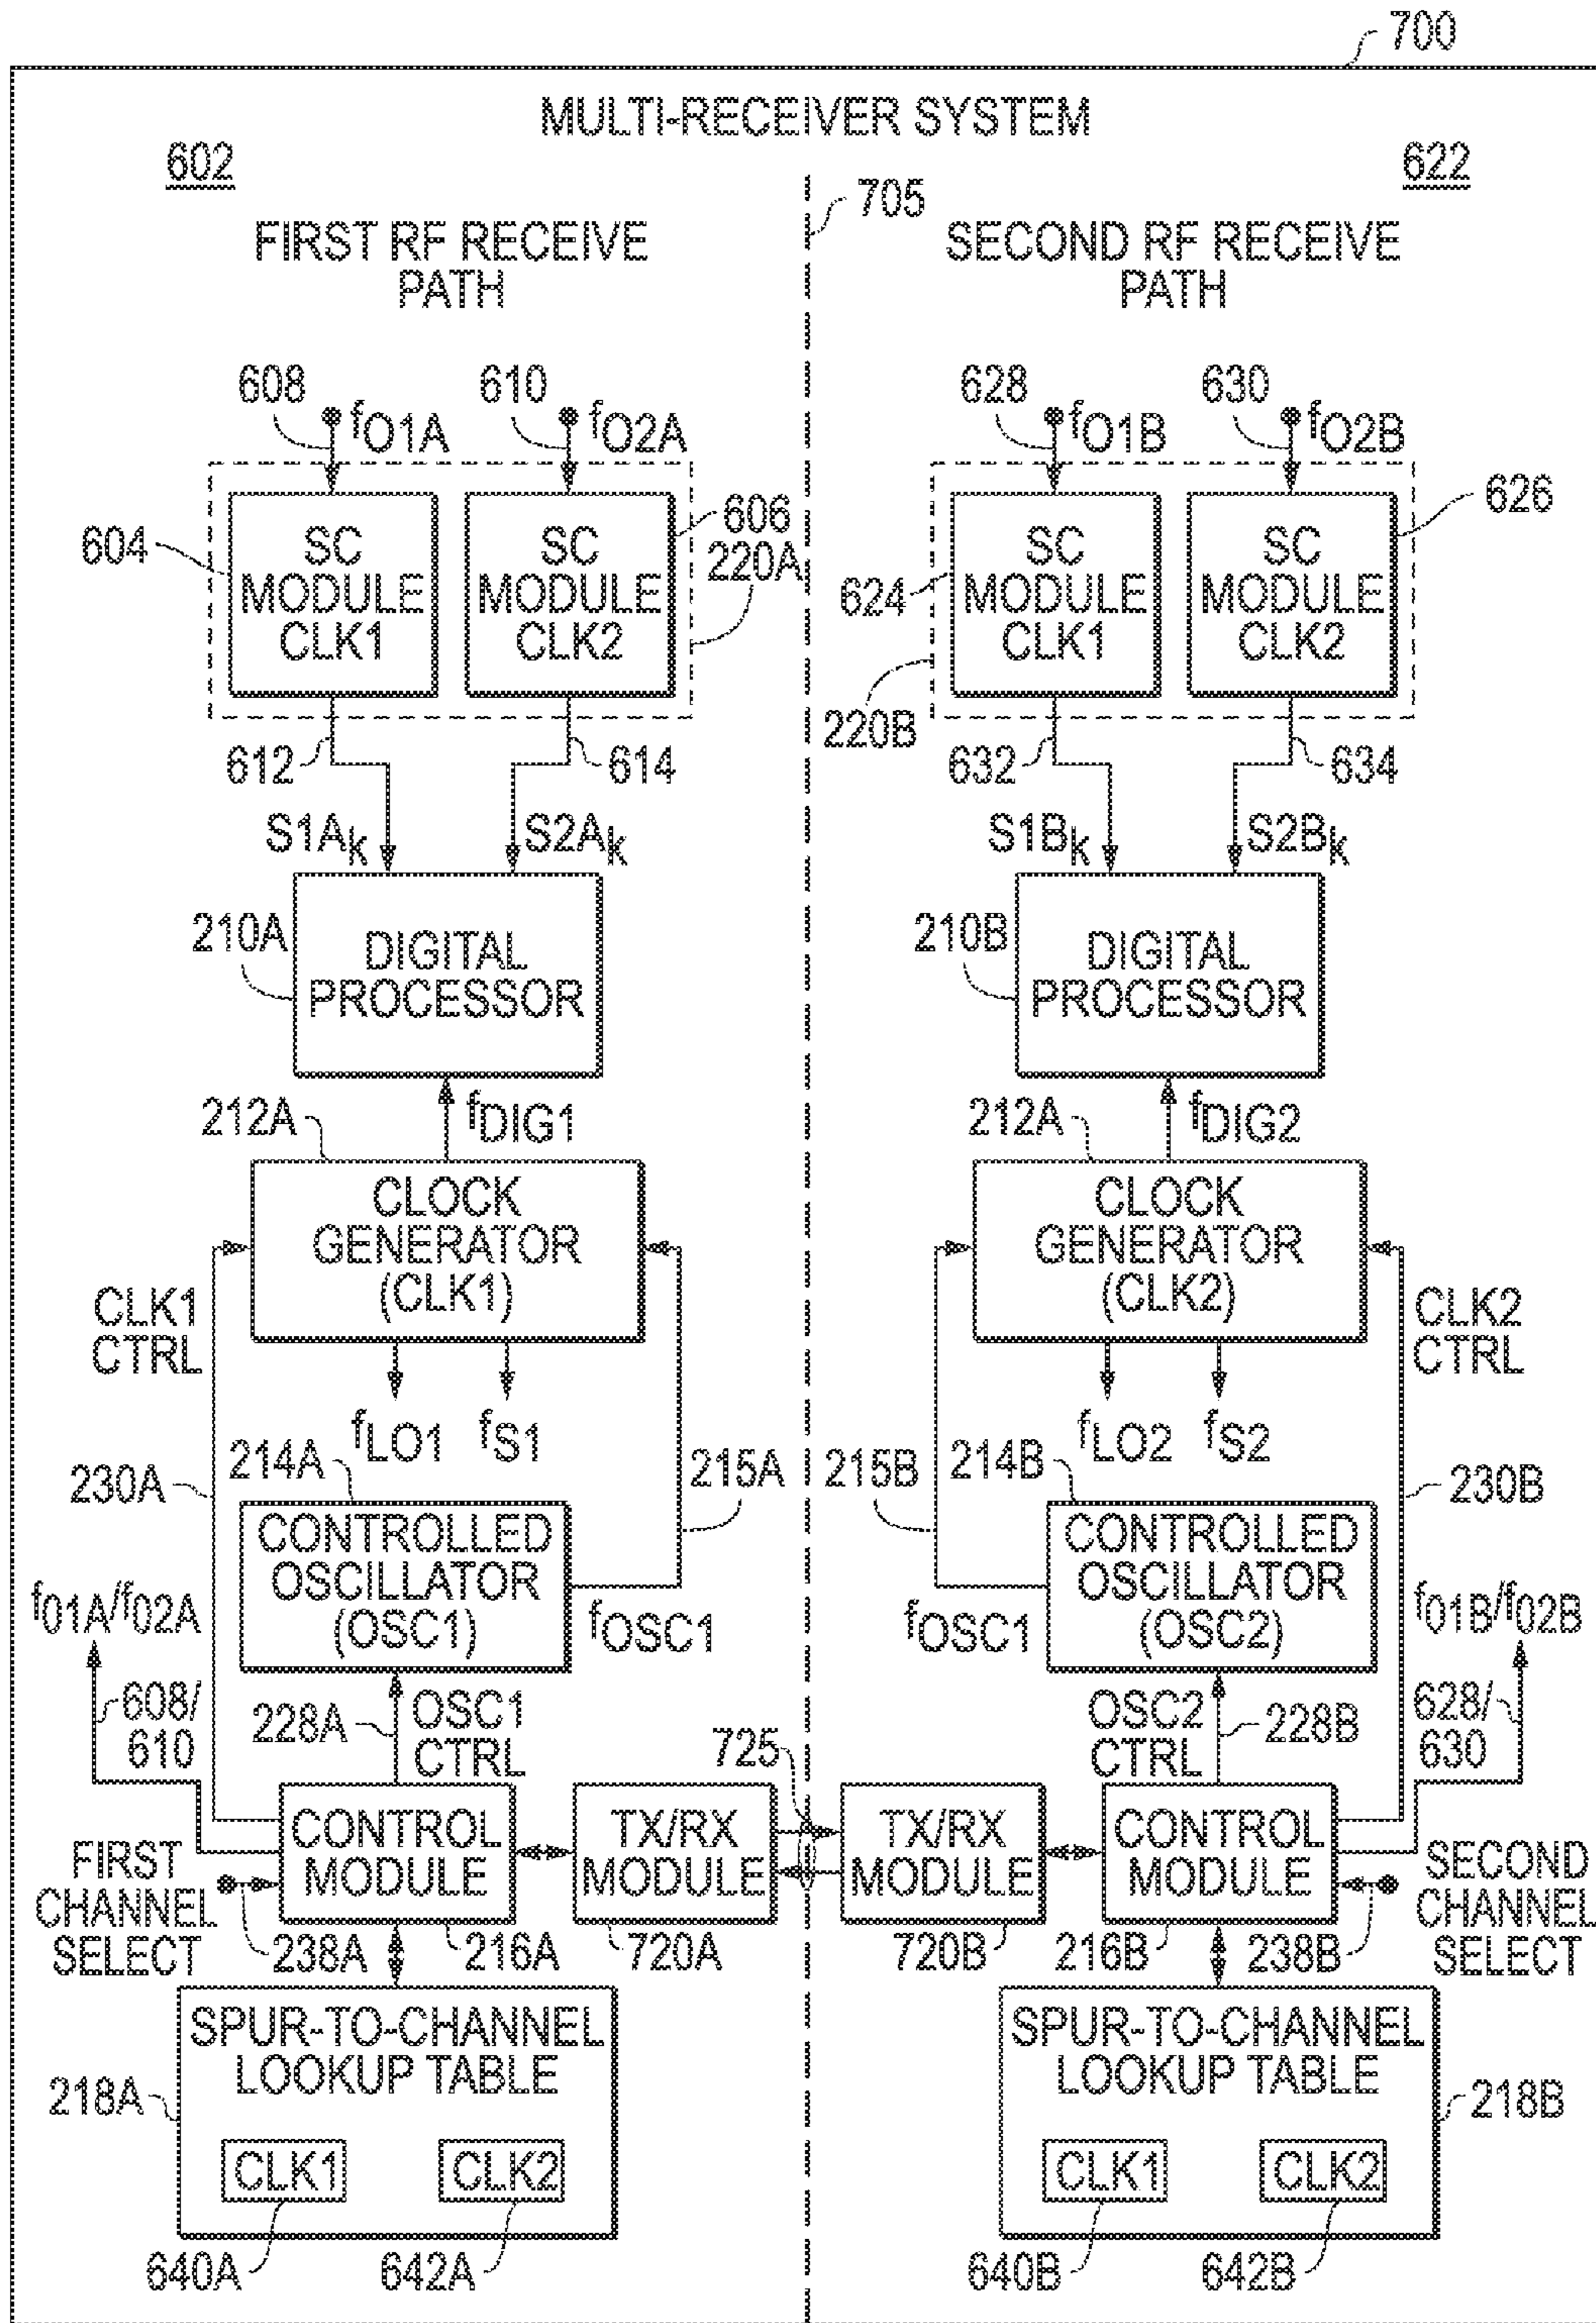 700
MULTI-RECEIVER SYSTEM
602
622
705
FIRST RF RECEIVE
PATH
SECOND RF RECEIVE
PATH
608
fO1A
610
fO2A
628
fO1B
630
fO2B
604
SC
MODULE
CLK1
SC
MODULE
CLK2
606
220A
624
SC
MODULE
CLK1
SC
MODULE
CLK2
626
220B
612
614
632
634
S1Ak
S2Ak
S1Bk
S2Bk
210A
DIGITAL
PROCESSOR
210B
DIGITAL
PROCESSOR
212A
fDIG1
212A
fDIG2
CLOCK
GENERATOR
(CLK1)
CLOCK
GENERATOR
(CLK2)
CLK1
CTRL
CLK2
CTRL
fLO1
fS1
fLO2
fS2
230A
214A
215A
215B
214B
230B
CONTROLLED
OSCILLATOR
(OSC1)
CONTROLLED
OSCILLATOR
(OSC2)
f01A/f02A
fOSC1
fOSC1
f01B/f02B
608/
610
228A
OSC1
CTRL
725
OSC2
CTRL
228B
628/
630
FIRST
CHANNEL
SELECT
CONTROL
MODULE
TX/RX
MODULE
TX/RX
MODULE
CONTROL
MODULE
SECOND
CHANNEL
SELECT
238A
216A
720A
720B
216B
238B
SPUR-TO-CHANNEL
LOOKUP TABLE
SPUR-TO-CHANNEL
LOOKUP TABLE
218A
218B
CLK1
CLK2
CLK1
CLK2
640A
642A
640B
642B